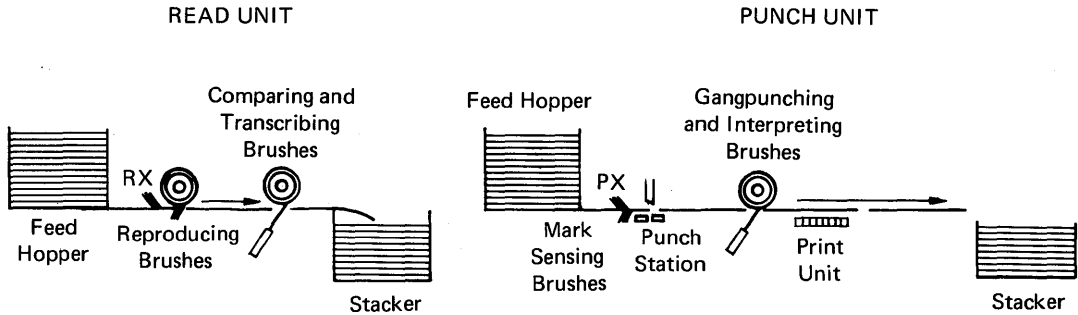 READ UNIT
Comparing and
Transcribing
Brushes
RX
Feed
Hopper
Reproducing
Brushes
Stacker
PUNCH UNIT
Feed Hopper
Gangpunching
and Interpreting
Brushes
PX
Mark
Sensing
Brushes
Punch
Station
Print
Unit
Stacker